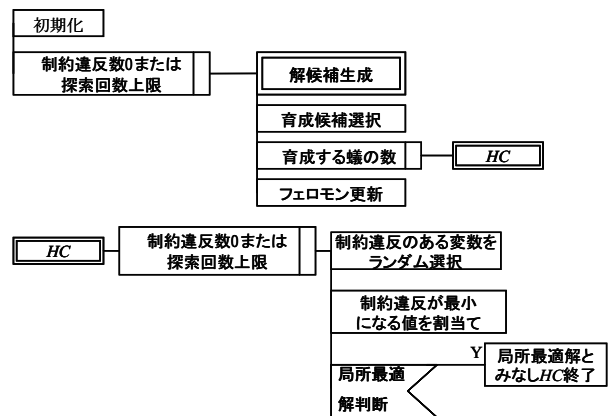 初期化
制約違反数0または
探索回数上限
解候補生成
育成候補選択
育成する蟻の数
HC
フェロモン更新
HC
制約違反数0または
探索回数上限
制約違反のある変数を
ランダム選択
制約違反が最小
になる値を割当て
局所最適
解判断
Y
局所最適解と
みなしHC終了